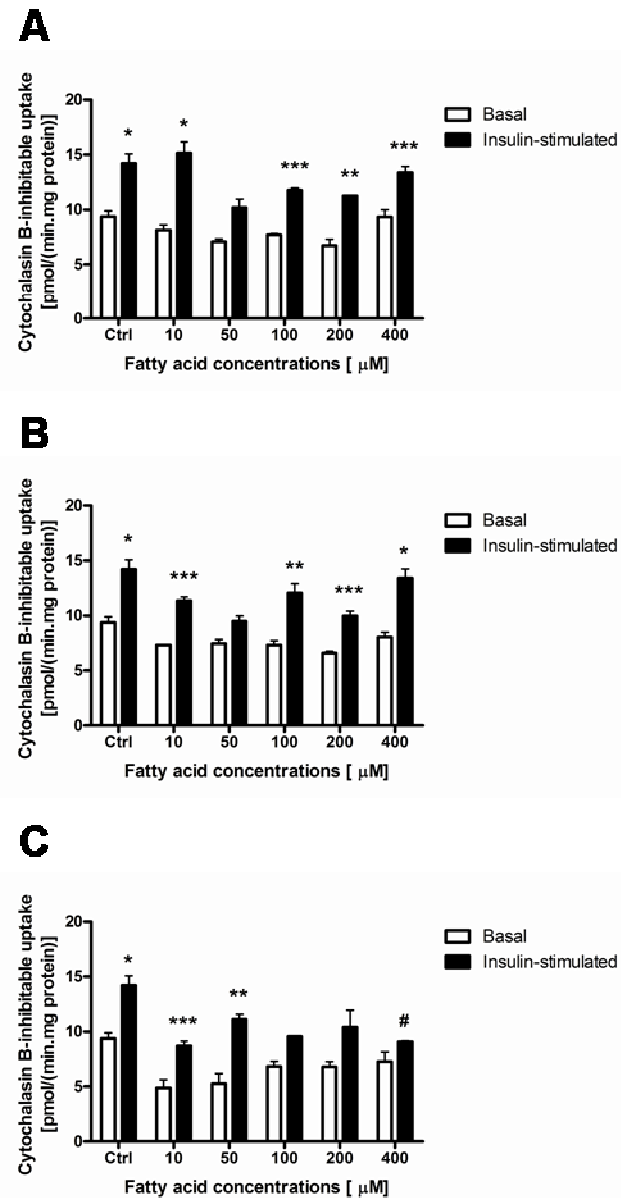 A
Cytochalasin B-inhibitable uptake
[pmol/(min.mg protein)]
20
15
10
5
0
* * *** ** ***
Ctrl 10 50 100 200 400
Fatty acid concentrations [ μM]
Basal
Insulin-stimulated
B
Cytochalasin B-inhibitable uptake
[pmol/(min.mg protein)]
20
15
10
5
0
* *** ** *** *
Ctrl 10 50 100 200 400
Fatty acid concentrations [ μM]
Basal
Insulin-stimulated
C
Cytochalasin B-inhibitable uptake
[pmol/(min.mg protein)]
20
15
10
5
0
* *** ** #
Ctrl 10 50 100 200 400
Fatty acid concentrations [ μM]
Basal
Insulin-stimulated